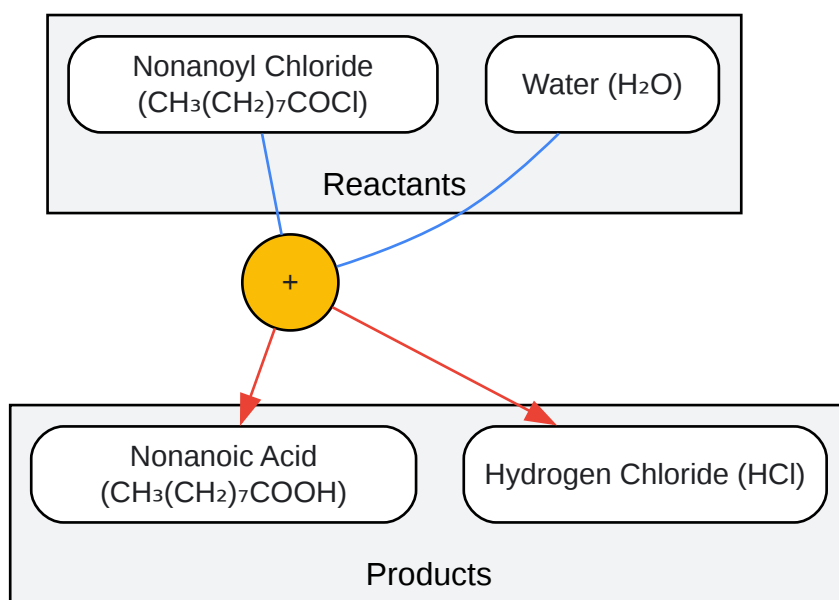 Nonanoyl Chloride
(CH₃(CH₂)₇COCl)
Water (H₂O)
Reactants
+
Nonanoic Acid
(CH₃(CH₂)₇COOH)
Hydrogen Chloride (HCl)
Products